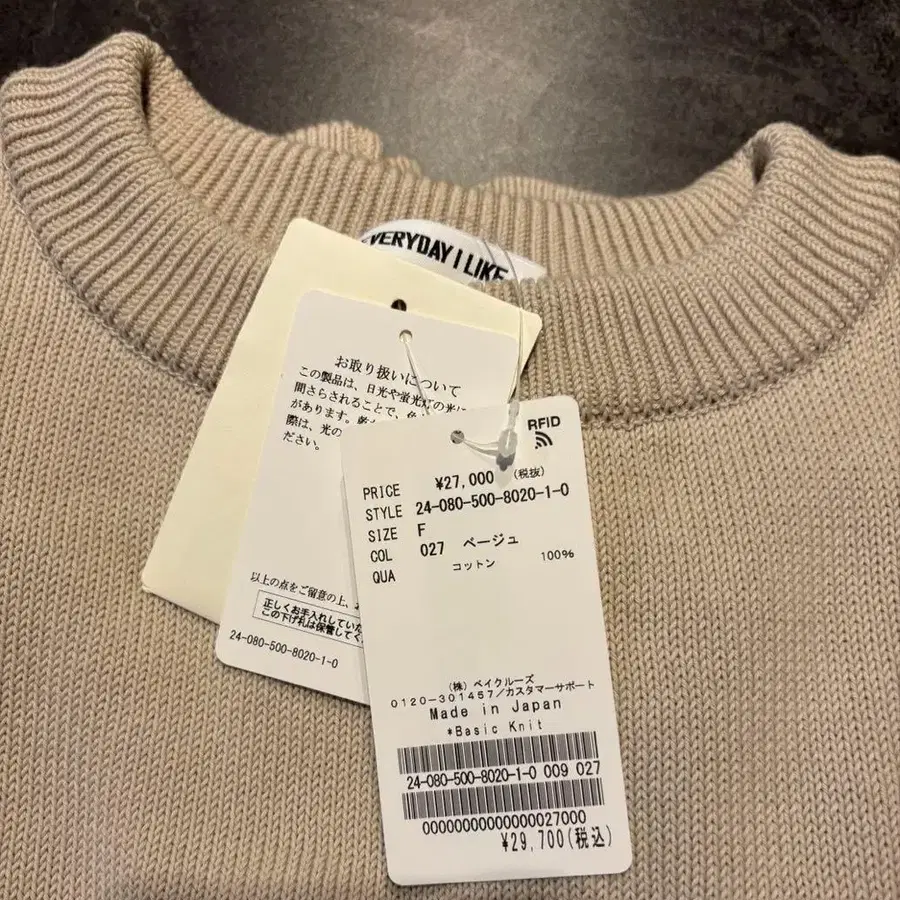 EVERYDAY I LIKE
お取り扱いについて
この製品は、日光や蛍光灯の光に
間さらされることで、色
があります。
際は、光の
ださい。
以上の点をご留意の上、
正しくお手入れしていた
この下げ札は保管してく
24-080-500-8020-1-0
RFID
PRICE ¥27,000 (税抜)
STYLE 24-080-500-8020-1-0
SIZE F
COL 027 ベージュ
QUA コットン 100%
(株) ベイクルーズ
0120-301457/カスタマーサポート
Made in Japan
*Basic Knit
24-080-500-8020-1-0 009 027
00000000000000027000
¥29,700(税込)